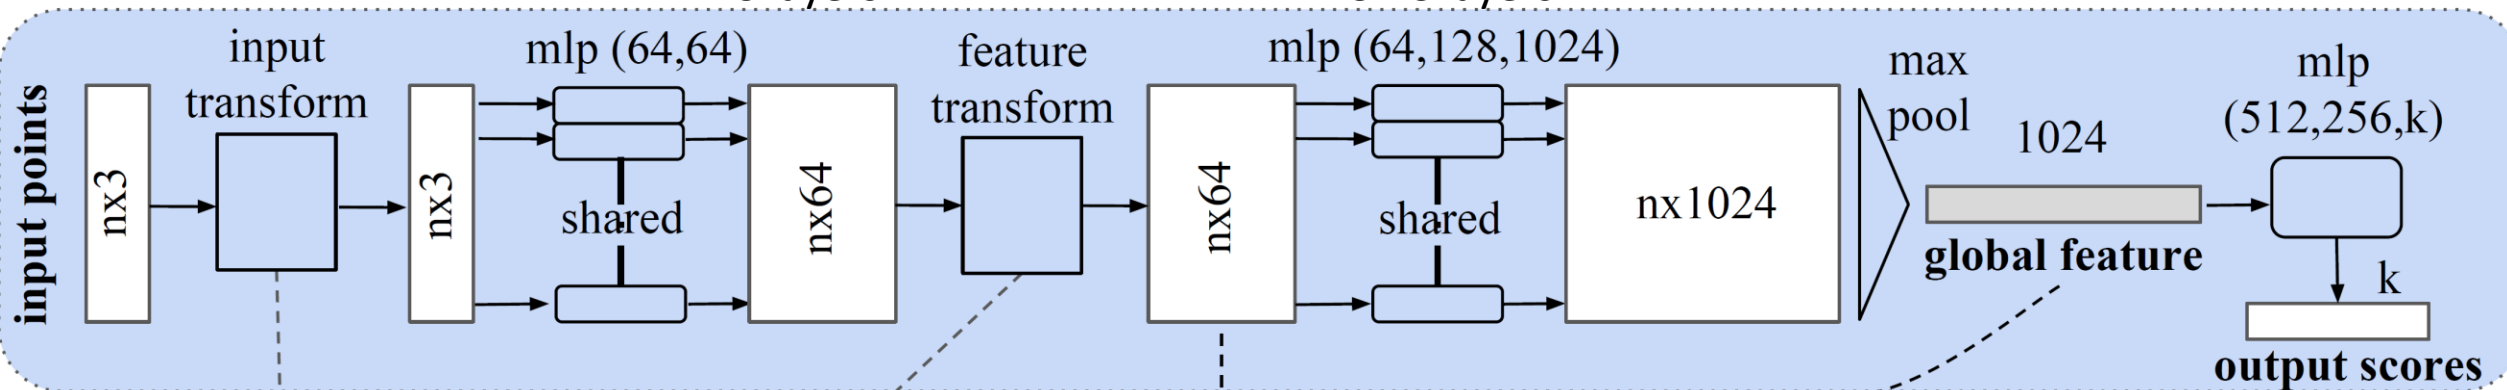 input points
nx3
input
transform
nx3
mlp (64,64)
shared
nx64
feature
transform
nx64
mlp (64,128,1024)
shared
nx1024
max
pool
1024
global feature
mlp
(512,256,k)
k
output scores